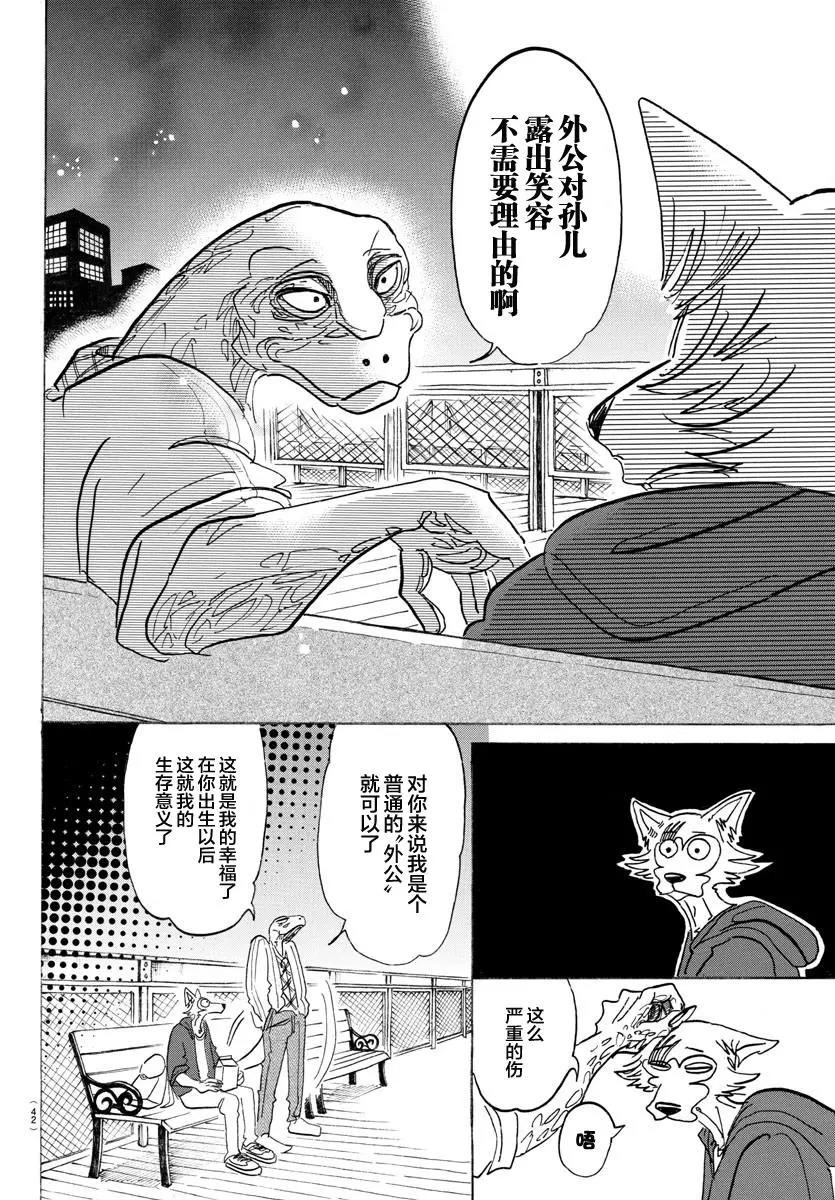 外公对孙儿
露出笑容
不需要理由的啊
这么
严重的伤
唔
对你来说我是个
普通的“外公”
就可以了
这就是我的幸福了
在你出生以后
这就我的
生存意义了
(42)